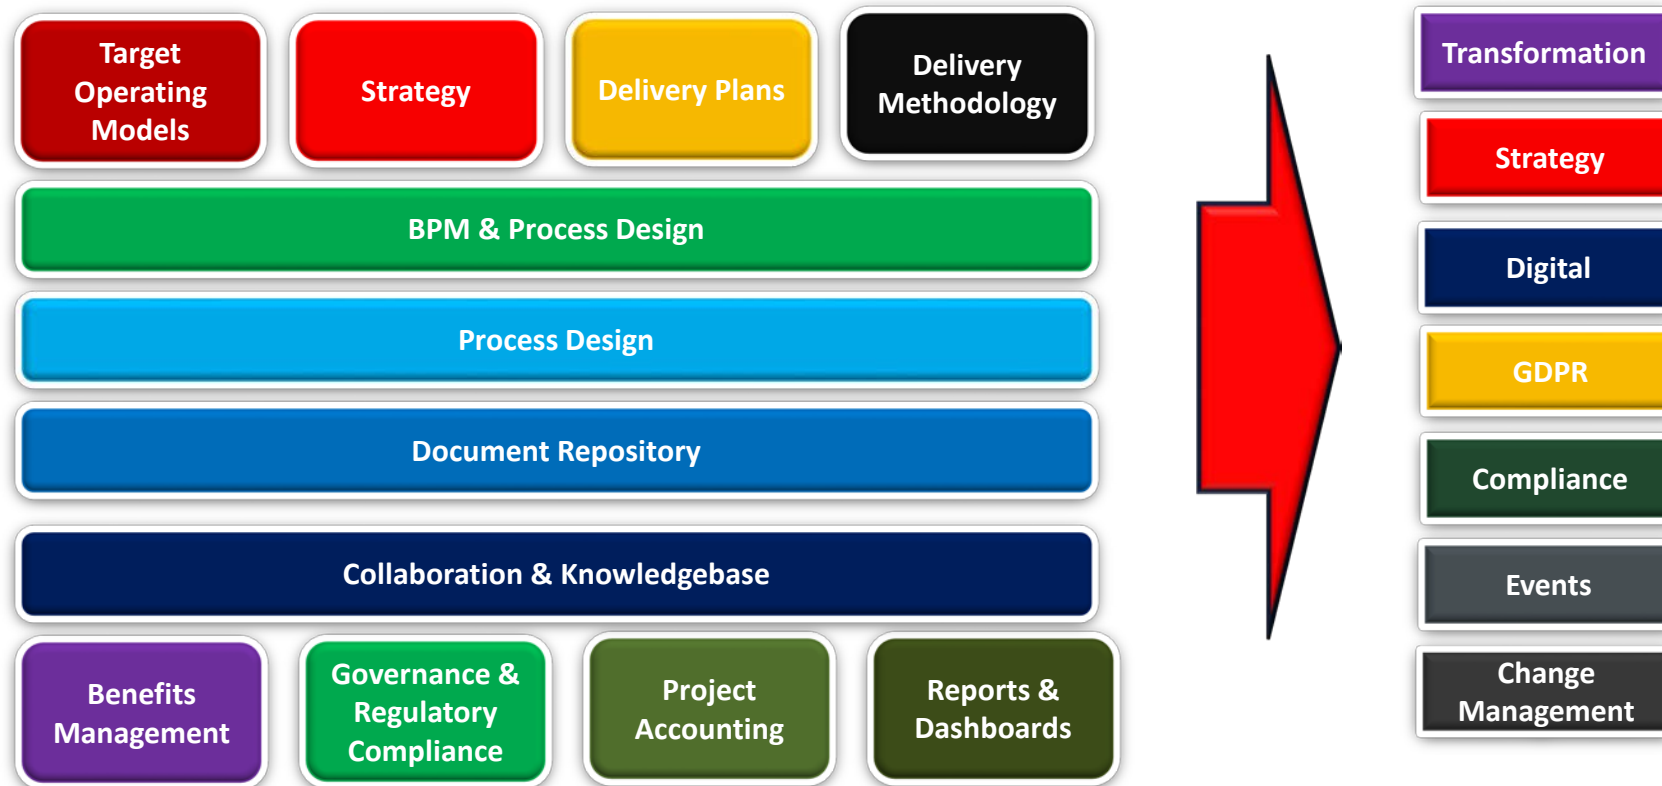 Target
Operating
Models
Strategy
Delivery Plans
Delivery
Methodology
BPM & Process Design
Process Design
Document Repository
Collaboration & Knowledgebase
Benefits
Management
Governance &
Regulatory
Compliance
Project
Accounting
Reports &
Dashboards
Transformation
Strategy
Digital
GDPR
Compliance
Events
Change
Management